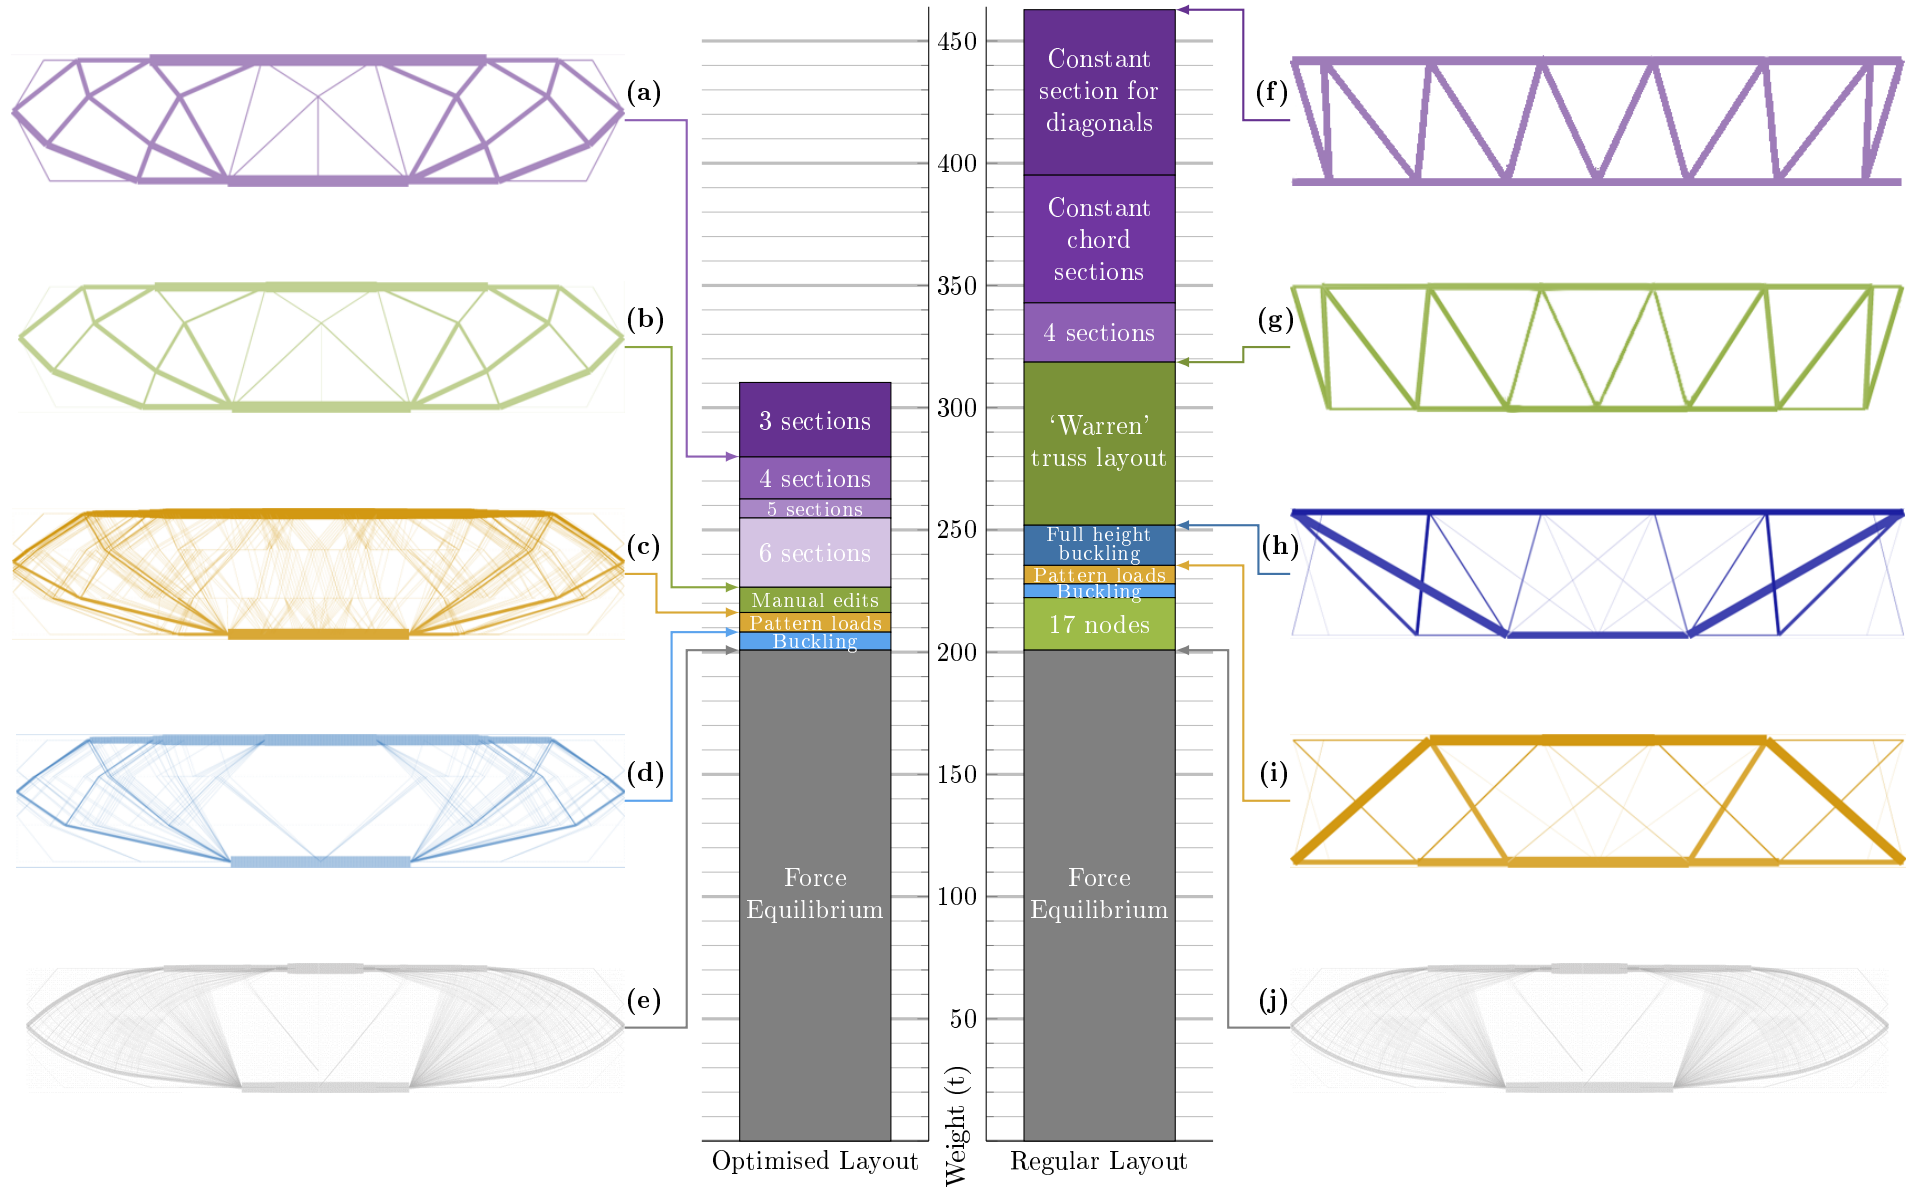 (a)
(b)
(c)
(d)
(e)
3 sections
4 sections
5 sections
6 sections
Manual edits
Pattern loads
Buckling
Force
Equilibrium
Optimised Layout
450
400
350
300
250
200
150
100
50
Weight (t)
Constant
section for
diagonals
Constant
chord
sections
4 sections
‘Warren’
truss layout
Full height
buckling
Pattern loads
Buckling
17 nodes
Force
Equilibrium
Regular Layout
(f)
(g)
(h)
(i)
(j)